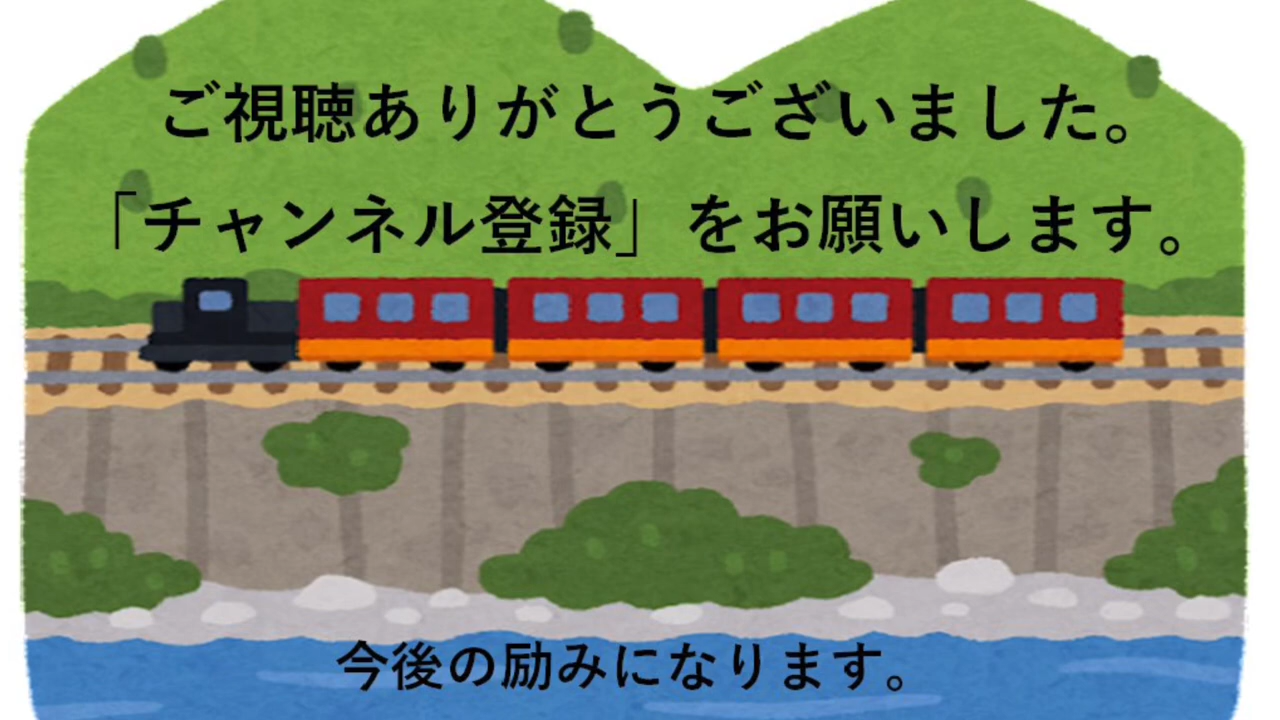 ご視聴ありがとうございました。
「チャンネル登録」をお願いします。
今後の励みになります。